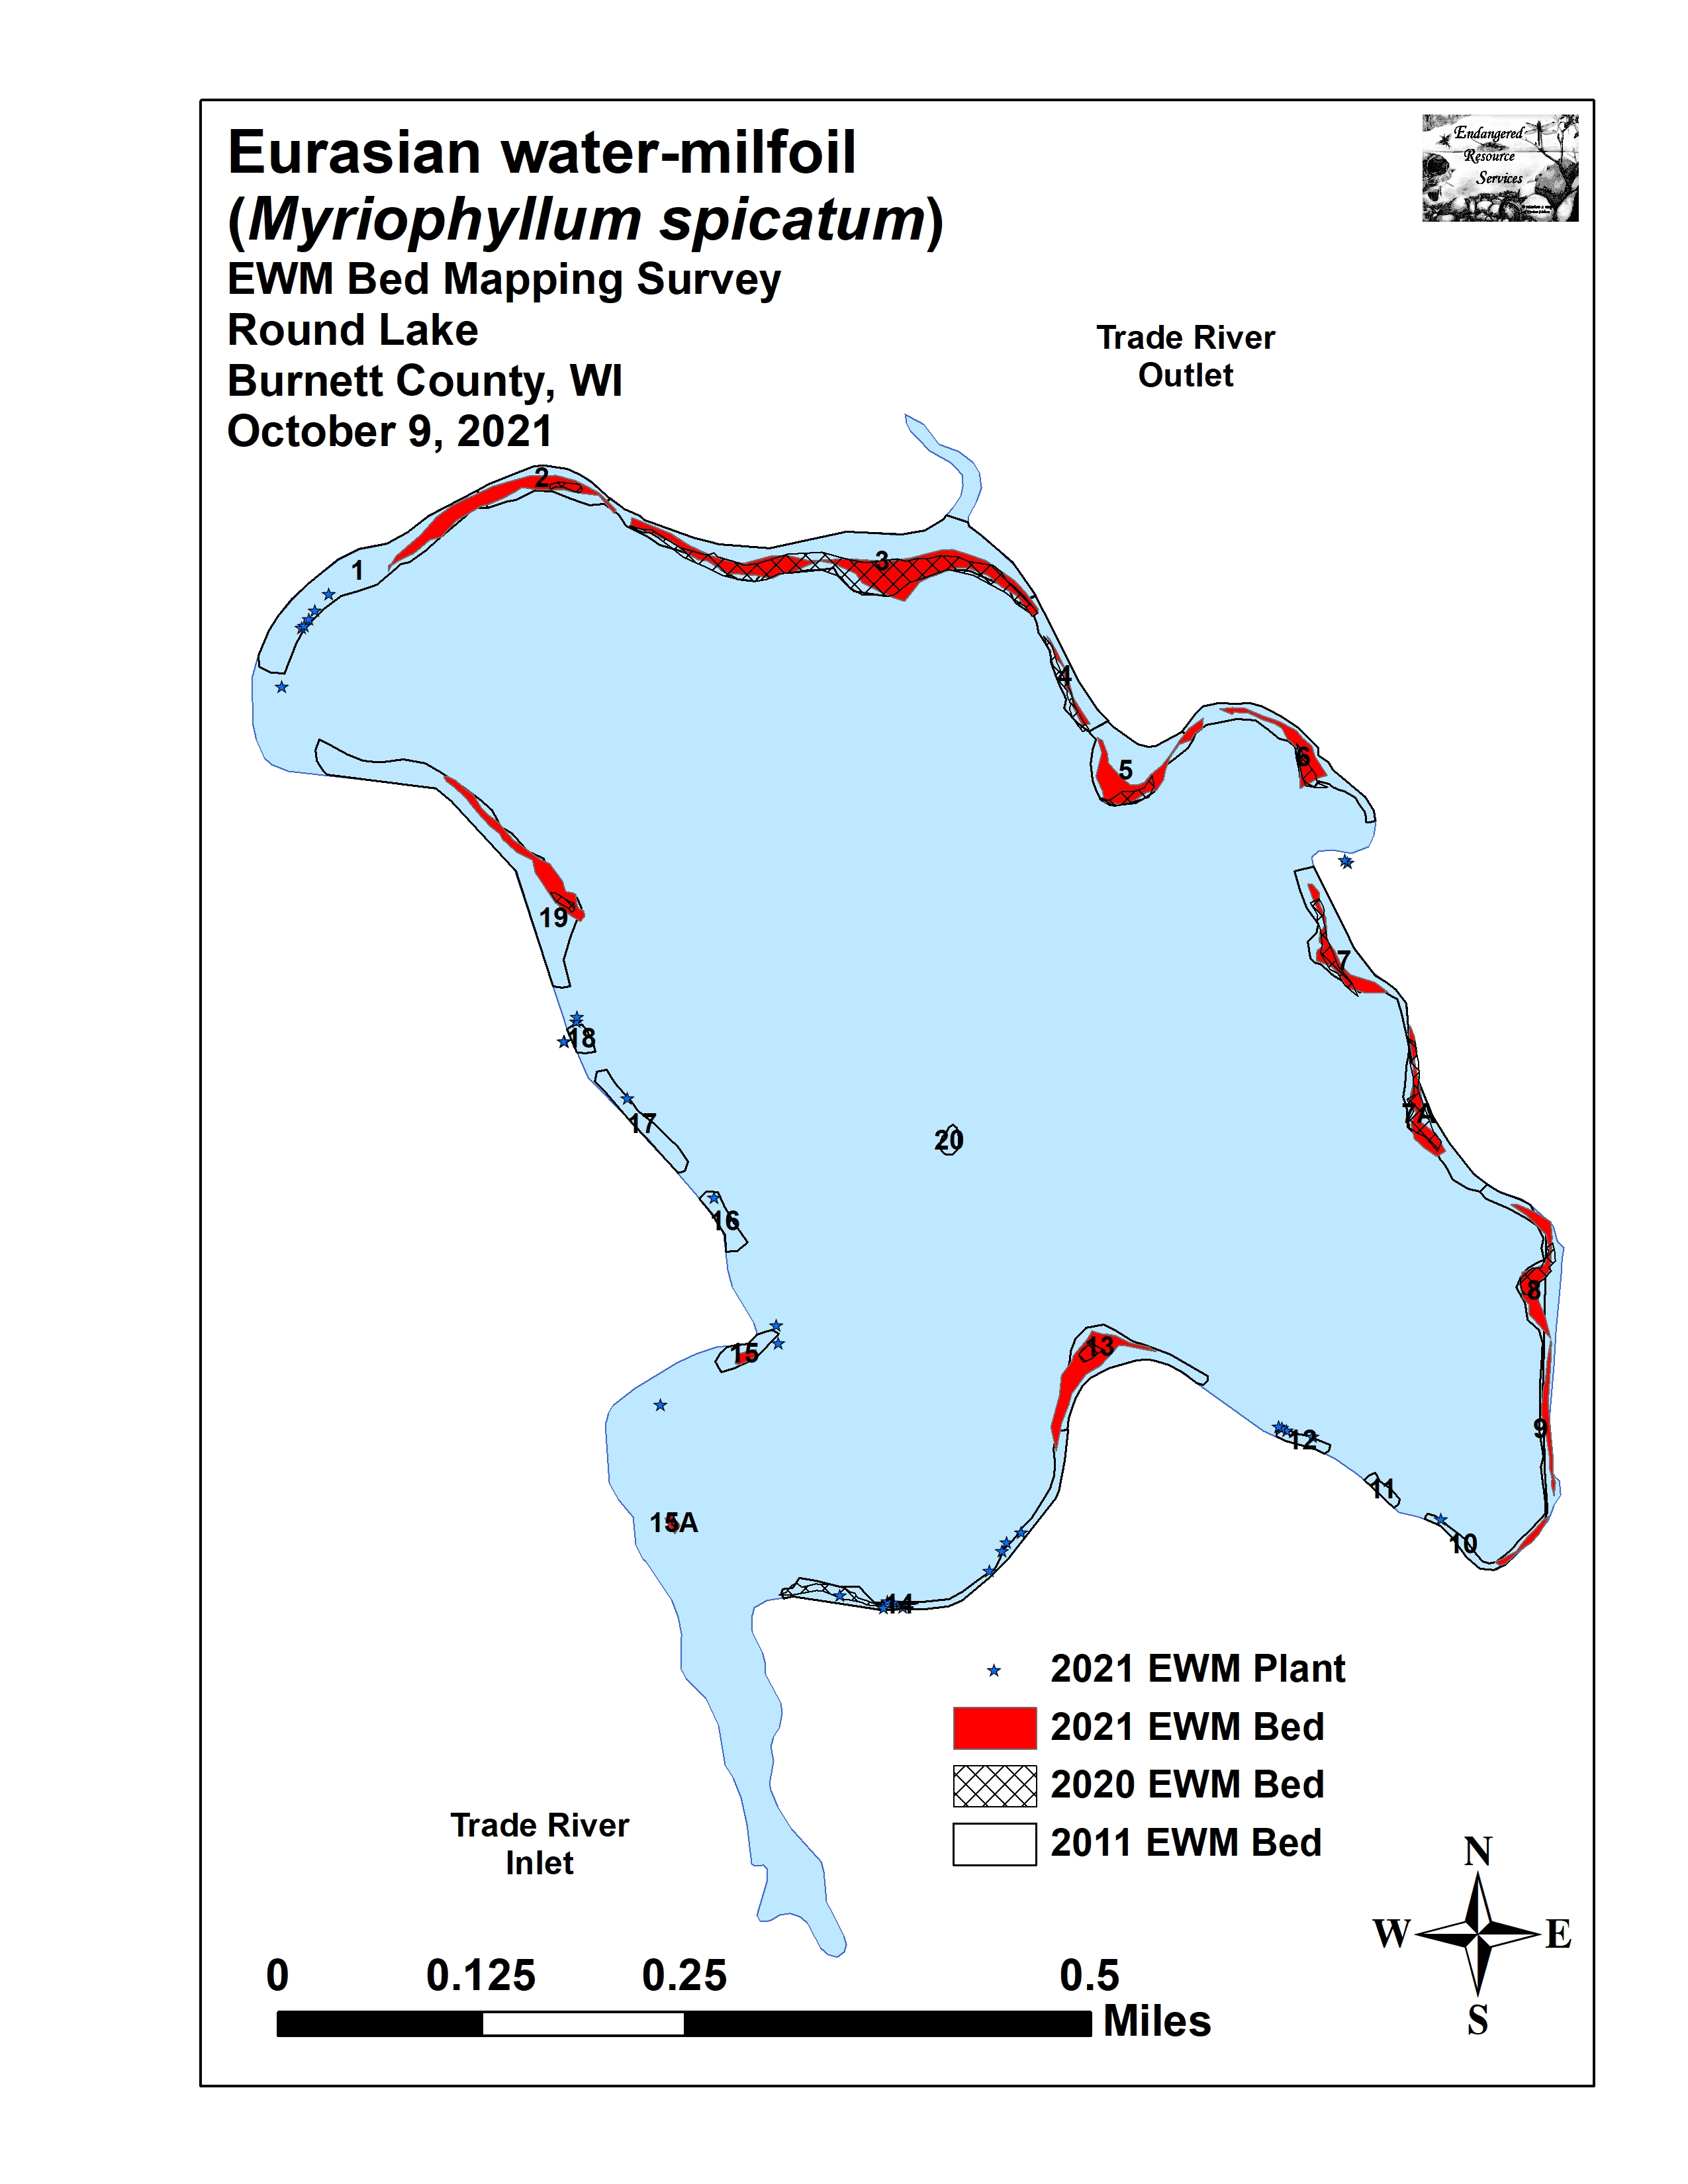 Eurasian water-milfoil
(Myriophyllum spicatum)
EWM Bed Mapping Survey
Round Lake
Burnett County, WI
October 9, 2021
Endangered
Resource
Services
Trade River
Outlet
2
1
3
4
5
6
19
7
18
17
7A
20
16
8
13
15
9
12
11
15A
10
14
2021 EWM Plant
2021 EWM Bed
2020 EWM Bed
2011 EWM Bed
Trade River
Inlet
N
W E
S
0 0.125 0.25 0.5
Miles